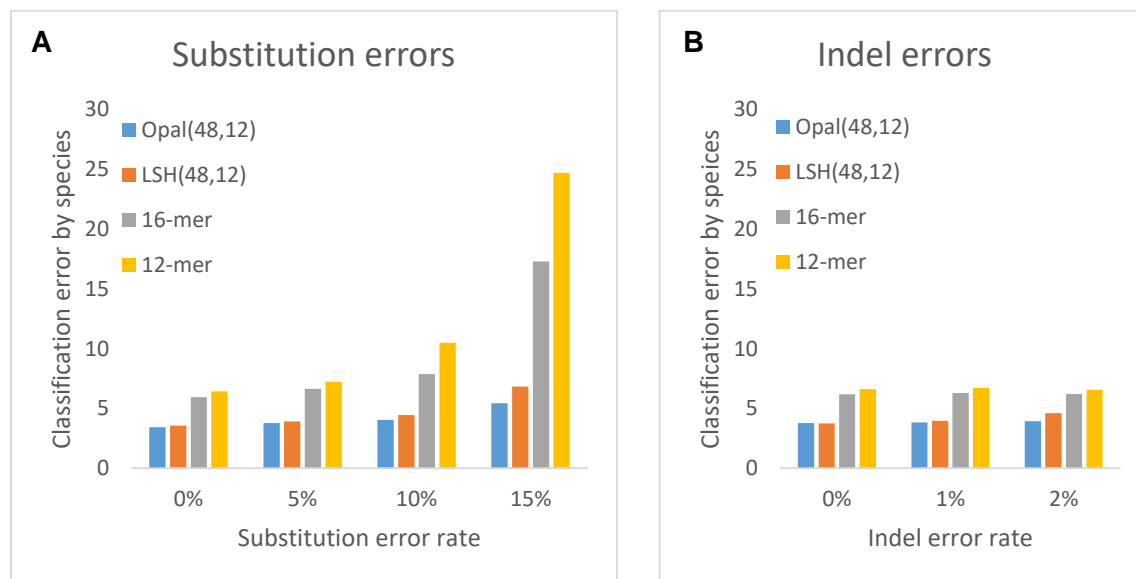 A
Substitution errors
Classification error by species
30
25
20
15
10
5
0
Opal(48,12)
LSH(48,12)
16-mer
12-mer
0%
5%
10%
15%
Substitution error rate
B
Indel errors
Classification error by speices
30
25
20
15
10
5
0
Opal(48,12)
LSH(48,12)
16-mer
12-mer
0%
1%
2%
Indel error rate